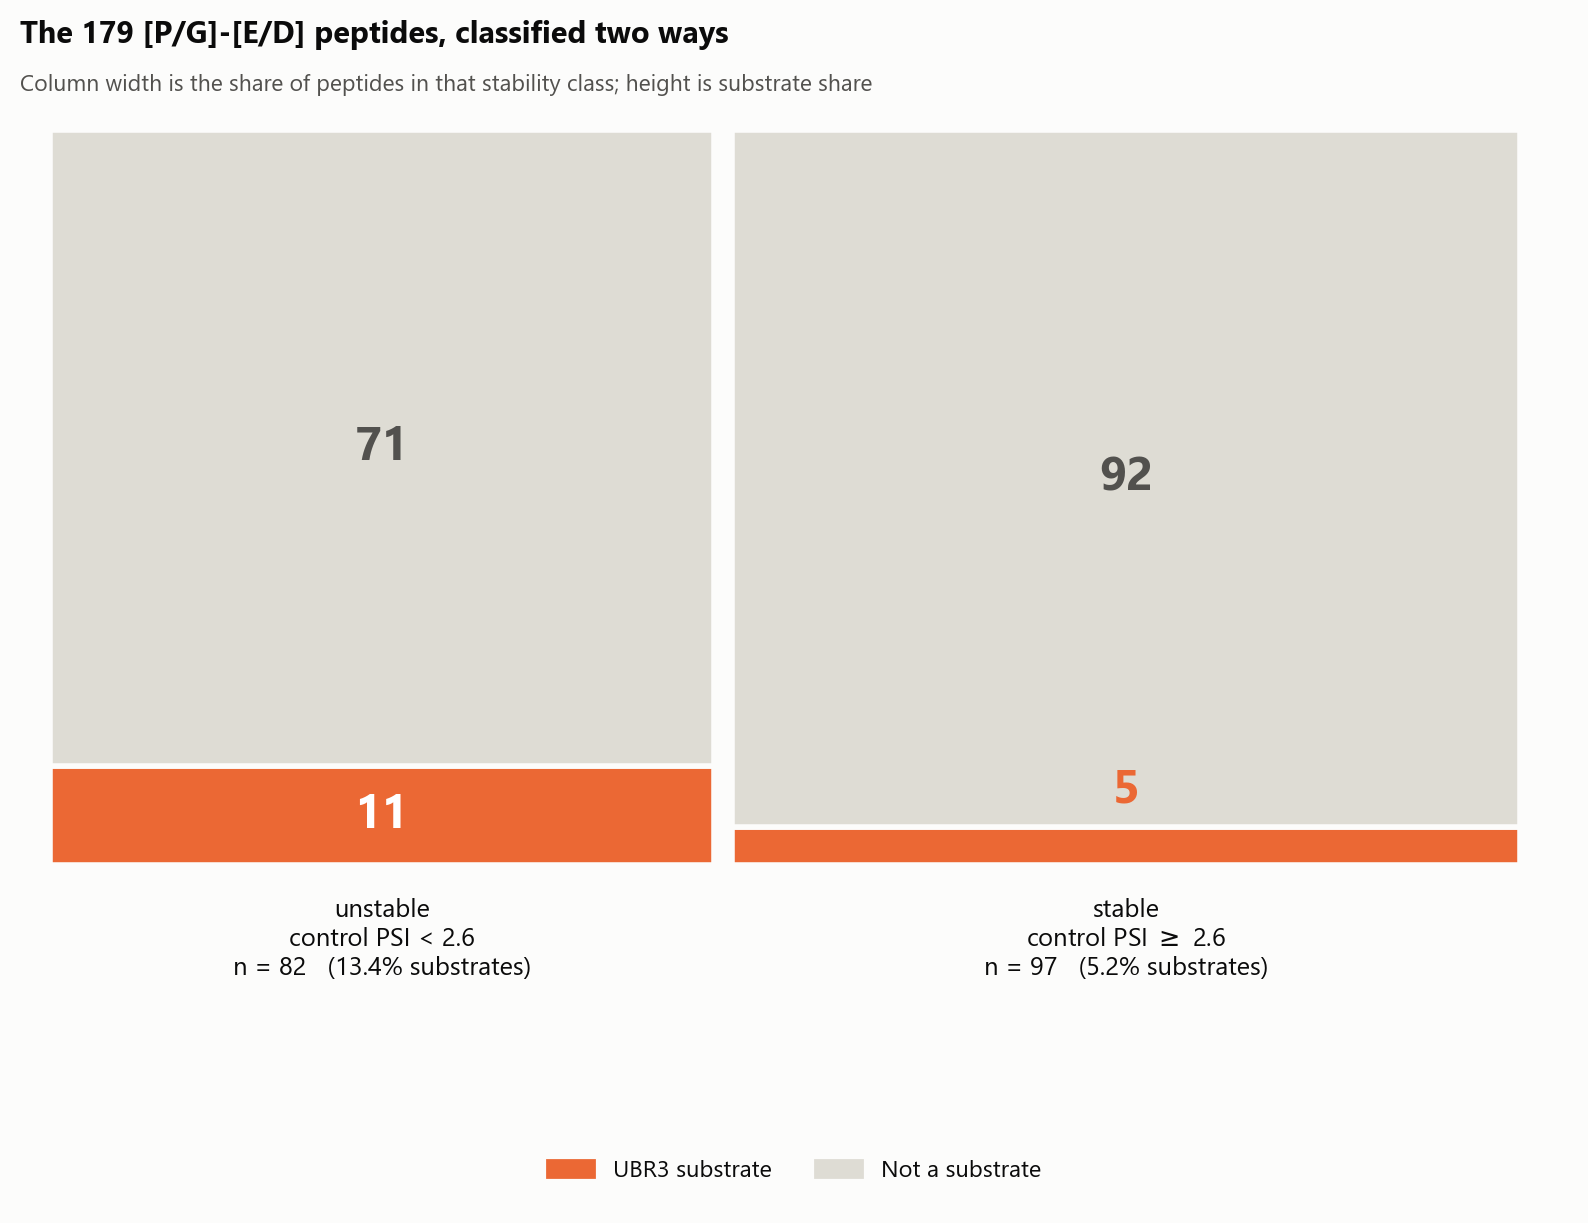 The 179 [P/G]-[E/D] peptides, classified two ways
Column width is the share of peptides in that stability class; height is substrate share
71
92
5
11
unstable
control PSI < 2.6
n = 82 (13.4% substrates)
stable
control PSI ≥ 2.6
n = 97 (5.2% substrates)
UBR3 substrate
Not a substrate